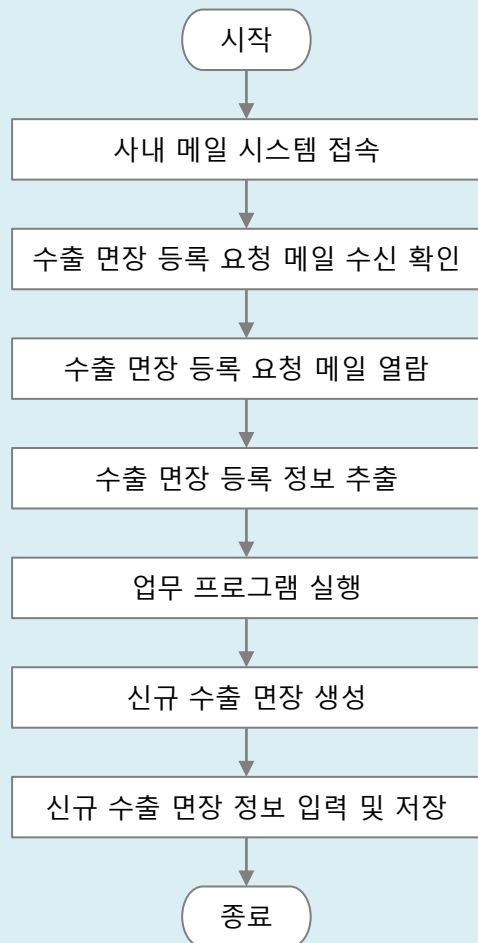 시작
사내 메일 시스템 접속
수출 면장 등록 요청 메일 수신 확인
수출 면장 등록 요청 메일 열람
수출 면장 등록 정보 추출
업무 프로그램 실행
신규 수출 면장 생성
신규 수출 면장 정보 입력 및 저장
종료